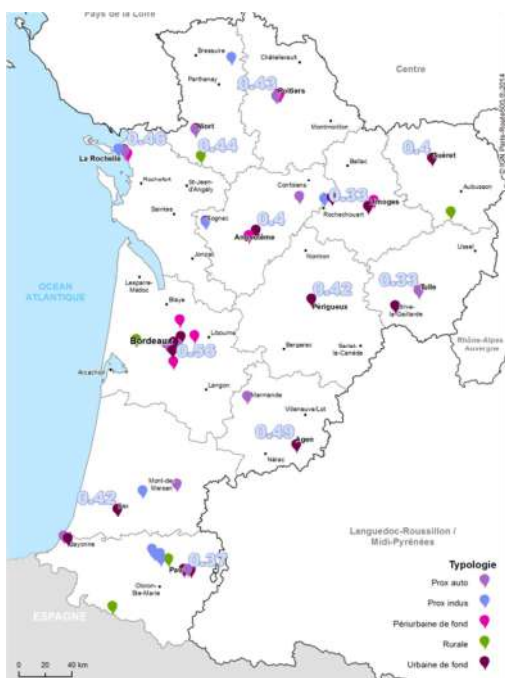 Pays de la Loire
Bressuire
Châtellerault
Centre
Parthenay
0.43
Poitiers
Niort
Montmorillon
0.46
La Rochelle
0.44
0.4
Guéret
Bellac
Rochefort
St-Jean-
d'Angely
Confolens
0.33
Limoges
Aubusson
Saintes
Cognac
0.4
Rochechouart
Angoulême
Jonzac
Nontron
Ussel
OCEAN
ATLANTIQUE
Lesparre-
Médoc
Blaye
0.42
Périgueux
0.33
Tulle
Brive-
la-Gaillarde
Bordeaux
Libourne
0.58
Rhône-Alpes
Auvergne
Bergerac
Sarlat-
la-Canéda
Arcachon
Langon
Marmande
Villeneuve/Lot
0.49
Agen
Nérac
Mont-de-
Marsan
0.42
Dax
Bayonne
Languedoc-Roussillon /
Midi-Pyrénées
0.37
Pau
Oloron-
Ste-Marie
ESPAGNE
Typologie
Prox auto
Prox indus
Périurbaine de fond
Rurale
Urbaine de fond
0 20 40 km